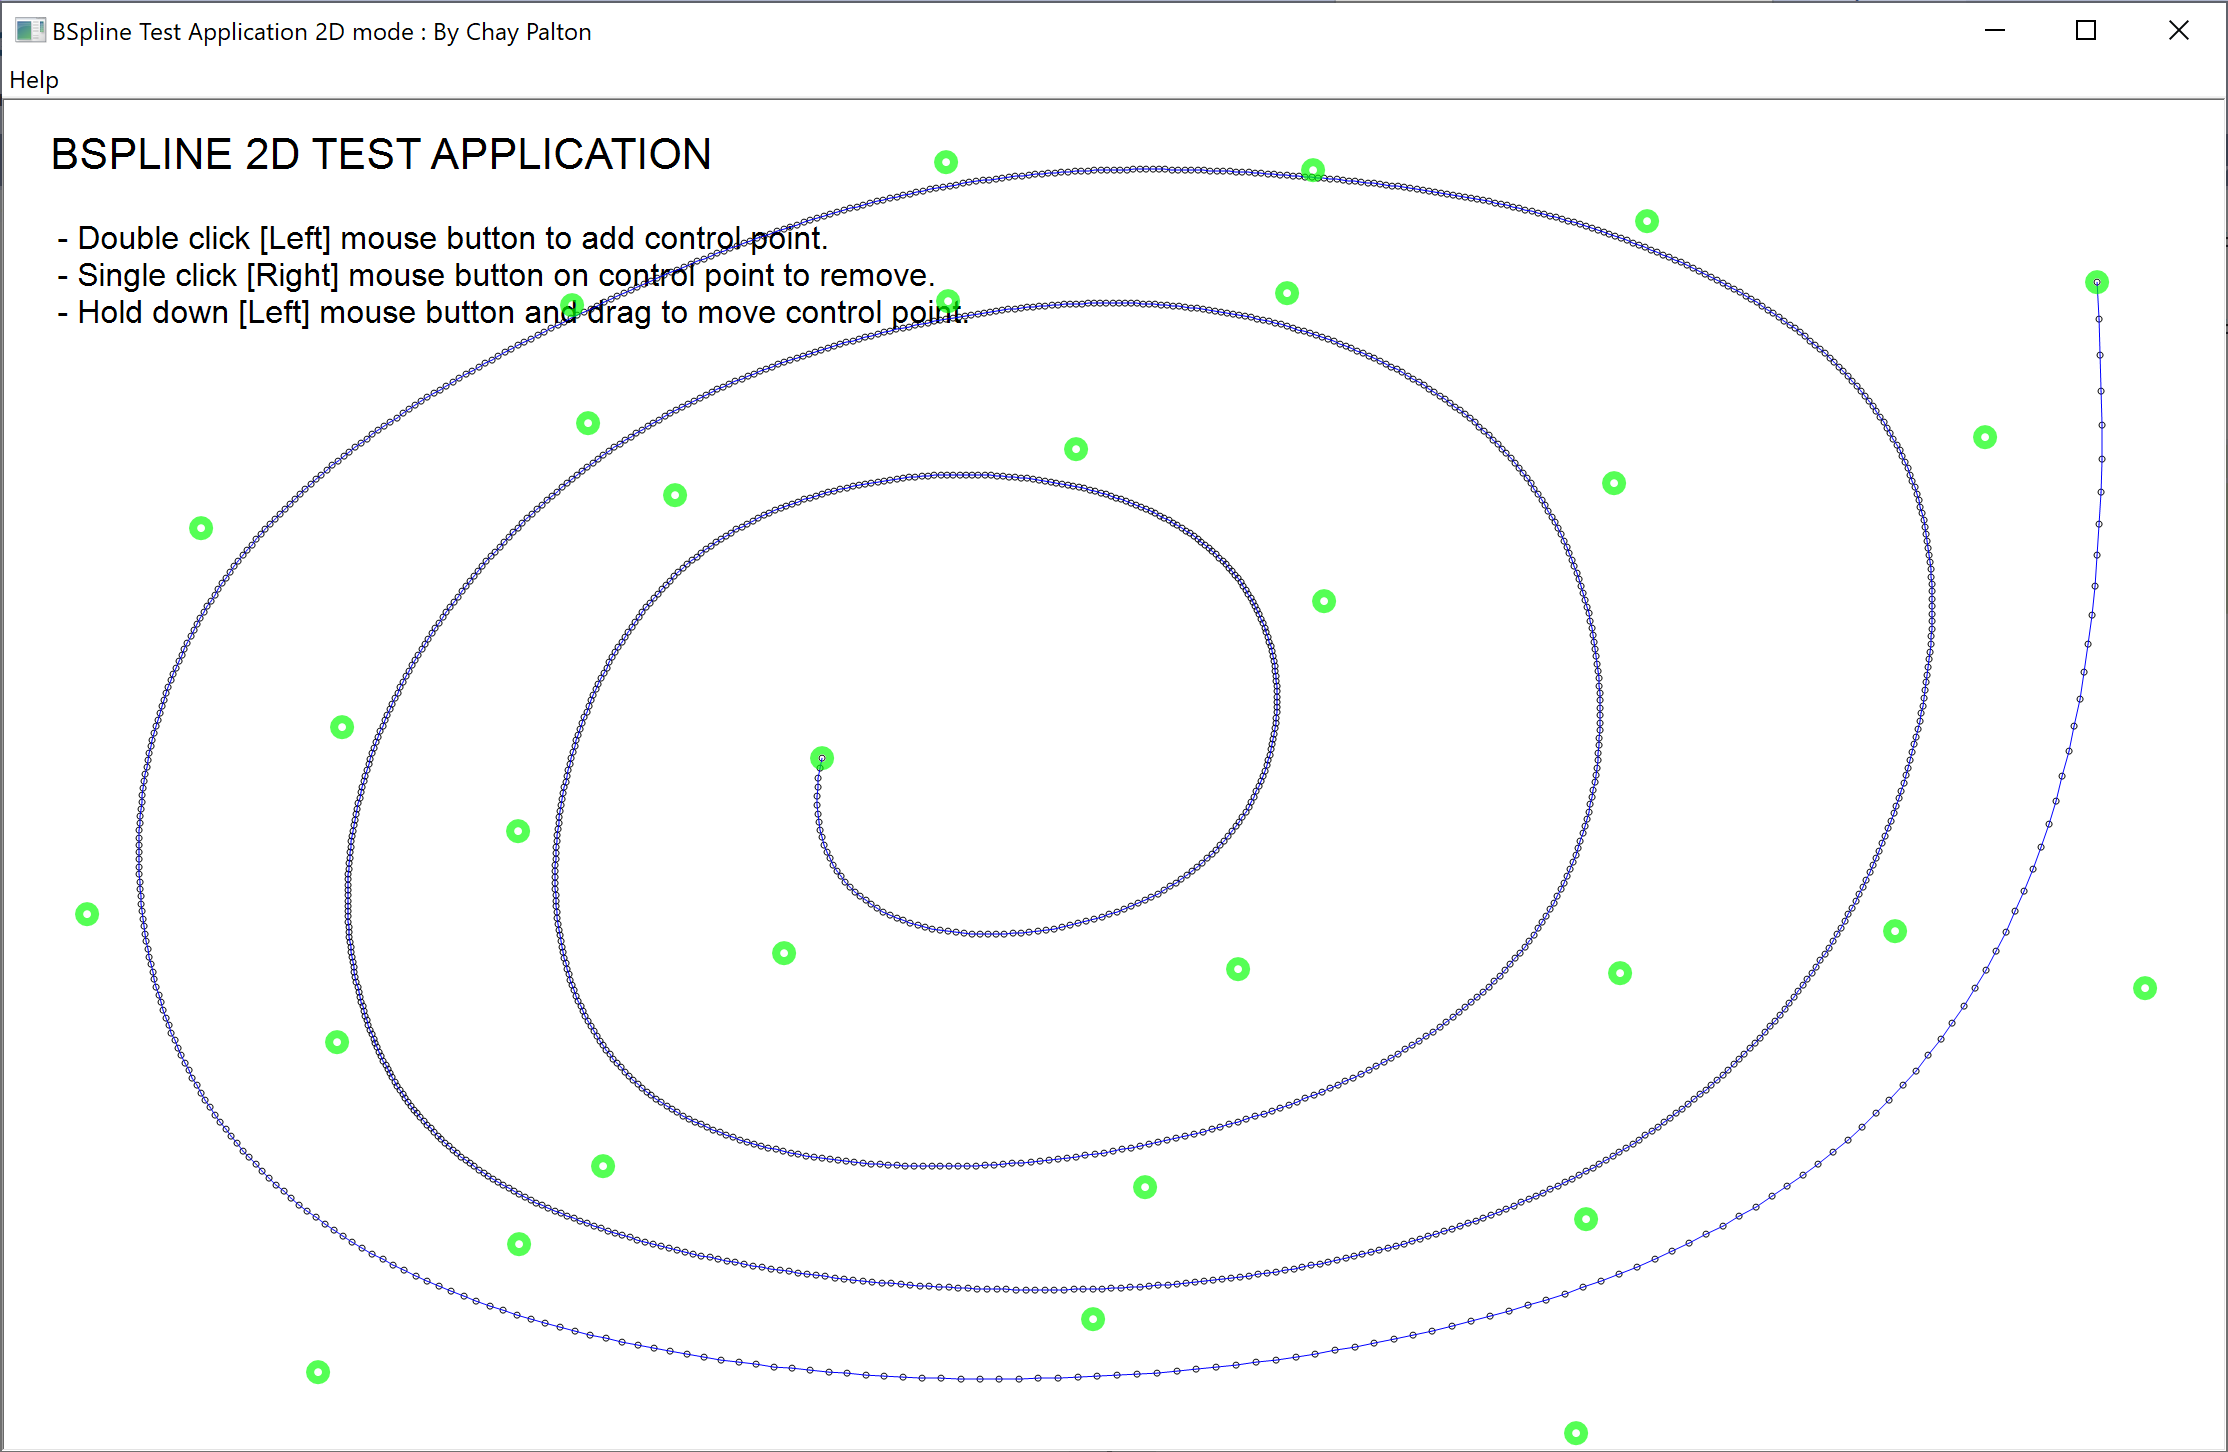 BSpline Test Application 2D mode : By Chay Palton
Help
BSPLINE 2D TEST APPLICATION
- Double click [Left] mouse button to add control point.
- Single click [Right] mouse button on control point to remove.
- Hold down [Left] mouse button and drag to move control point.